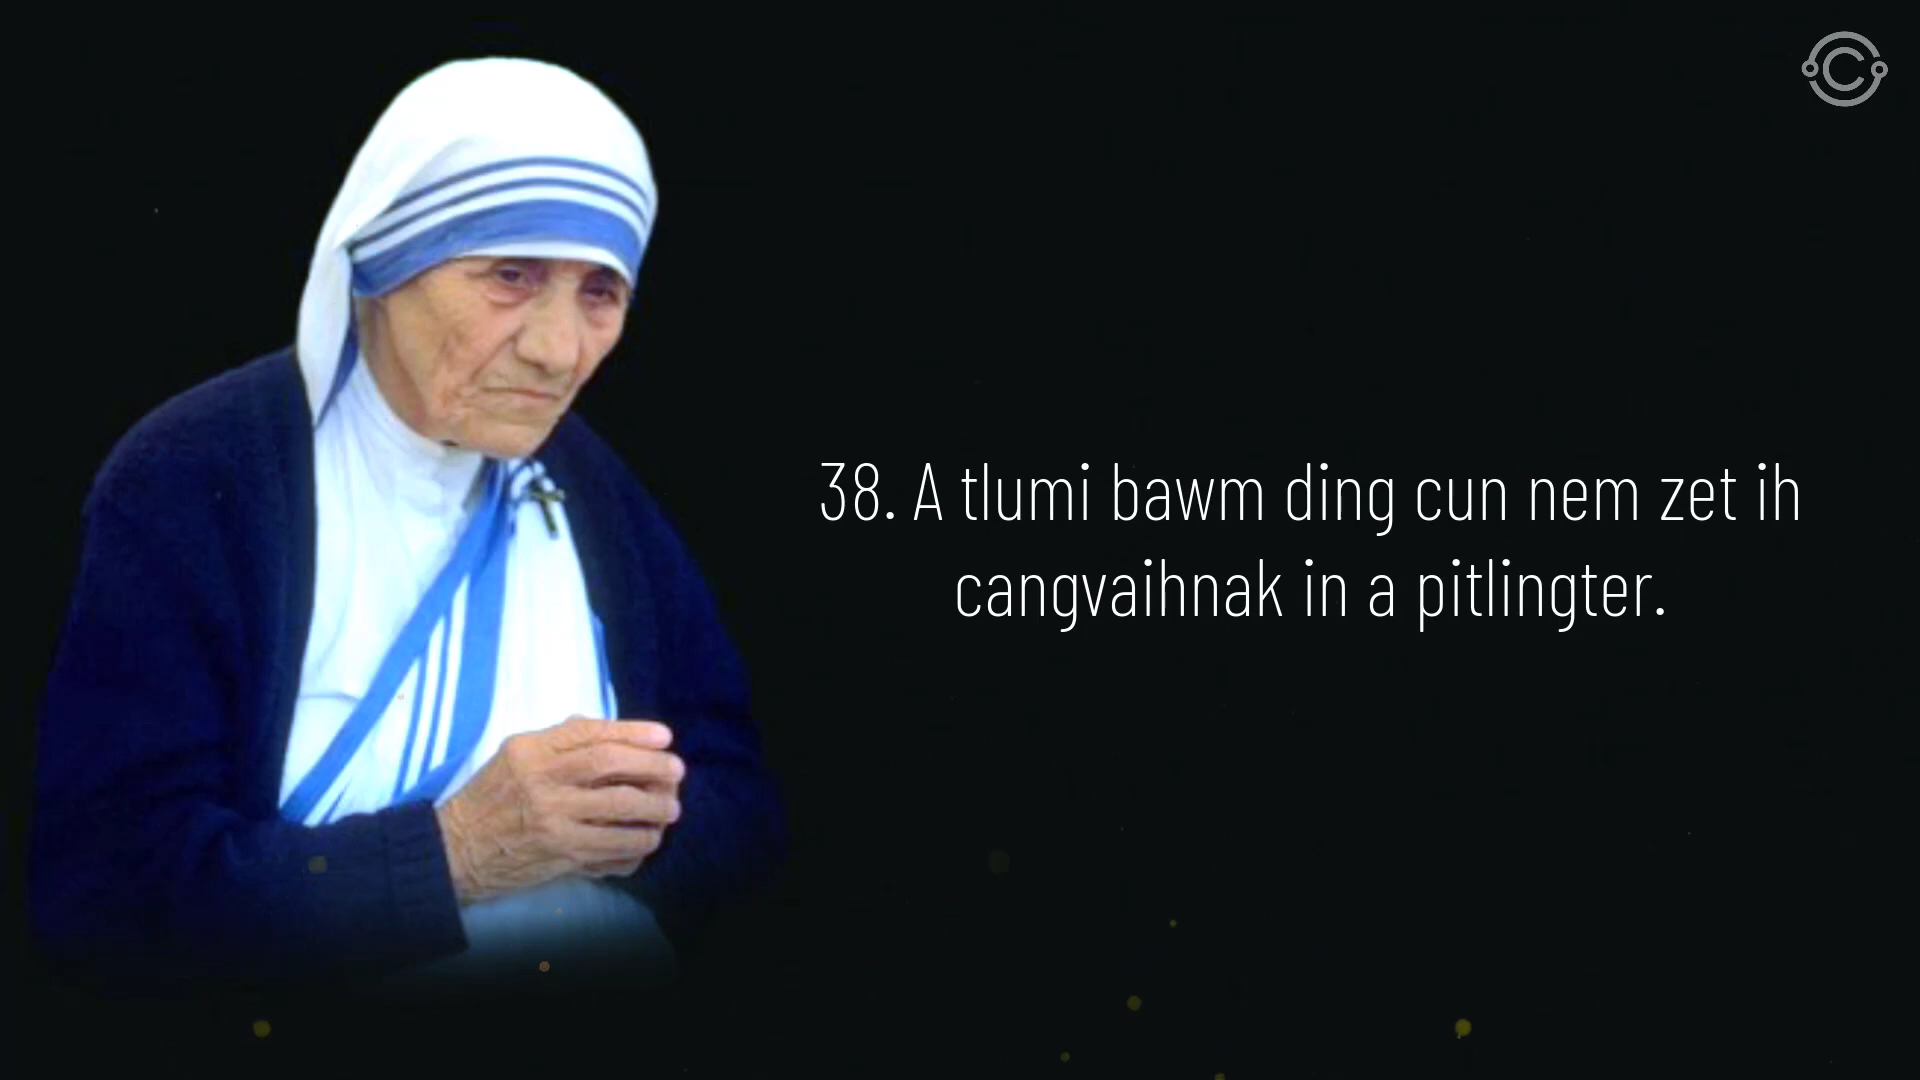 38. A tlumi bawm ding cun nem zet ih
cangvaihnak in a pitlingter.